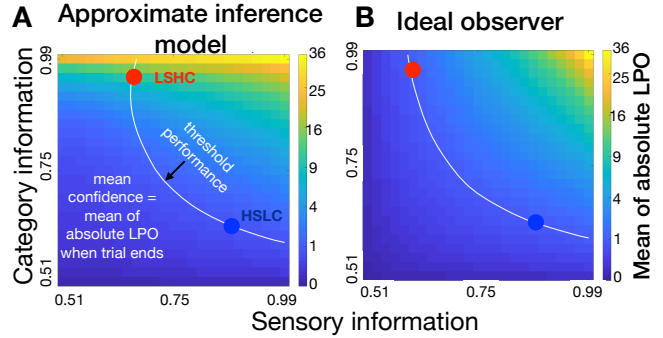 A
Approximate inference
model
B
Ideal observer
Category information
0.99
0.75
0.51
LSHC
threshold
performance
HSLC
mean
confidence =
mean of
absolute LPO
when trial ends
0.51
0.75
0.99
36
25
16
9
4
1
0
0.99
0.75
0.51
0.51
0.75
0.99
36
25
16
9
4
1
0
Mean of absolute LPO
Sensory information